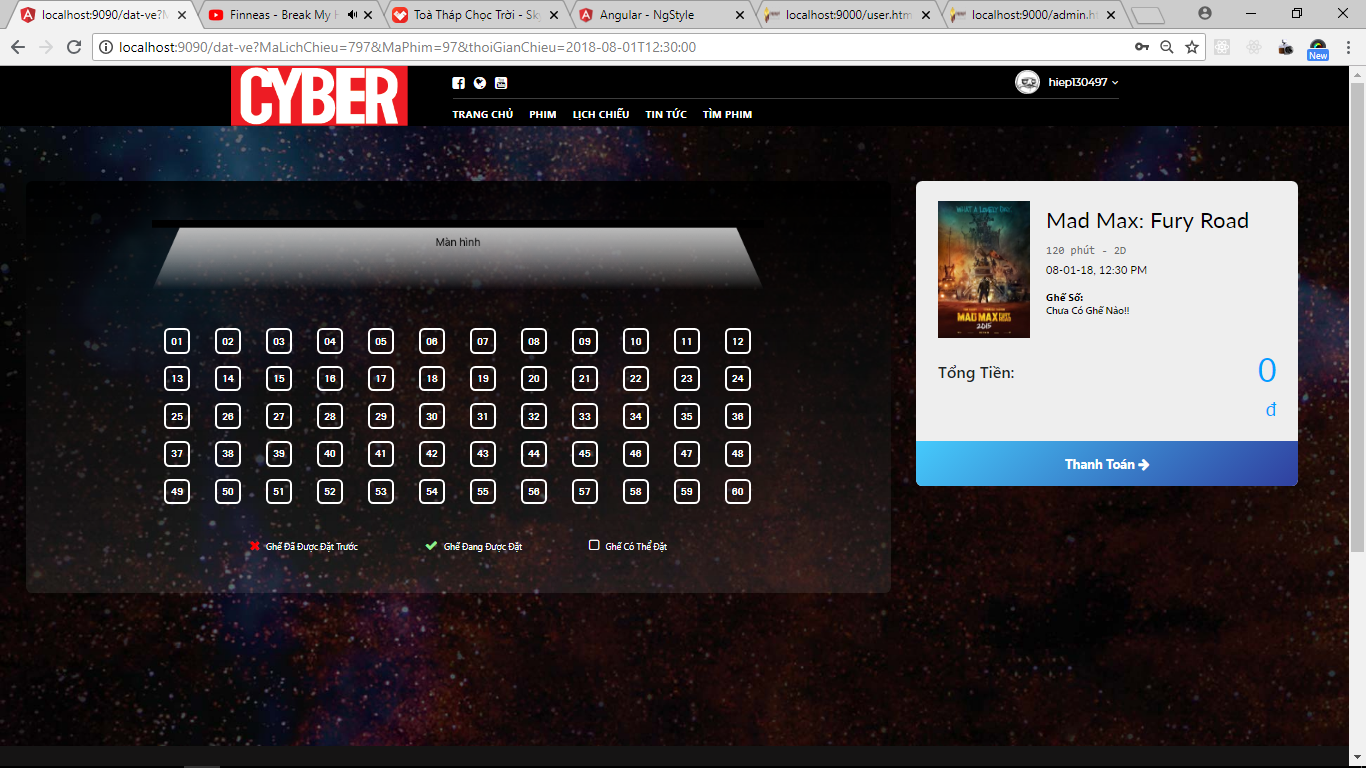 localhost:9090/dat-ve?M
Finneas - Break My H
Toà Tháp Chọc Trời - Sky
Angular - NgStyle
localhost:9000/user.htm
localhost:9000/admin.h
localhost:9090/dat-ve?MaLichChieu=797&MaPhim=97&thoiGianChieu=2018-08-01T12:30:00
New
CYBER
hiep130497
TRANG CHỦ PHIM LỊCH CHIẾU TIN TỨC TÌM PHIM
Màn hình
01 02 03 04 05 06 07 08 09 10 11 12
13 14 15 16 17 18 19 20 21 22 23 24
25 26 27 28 29 30 31 32 33 34 35 36
37 38 39 40 41 42 43 44 45 46 47 48
49 50 51 52 53 54 55 56 57 58 59 60
Ghế Đã Được Đặt Trước Ghế Đang Được Đặt Ghế Có Thể Đặt
WHAT A LOVELY DAY.
MAD MAX
2015
Mad Max: Fury Road
120 phút - 2D
08-01-18, 12:30 PM
Ghế Số:
Chưa Có Ghế Nào!!
Tổng Tiền: 0
đ
Thanh Toán